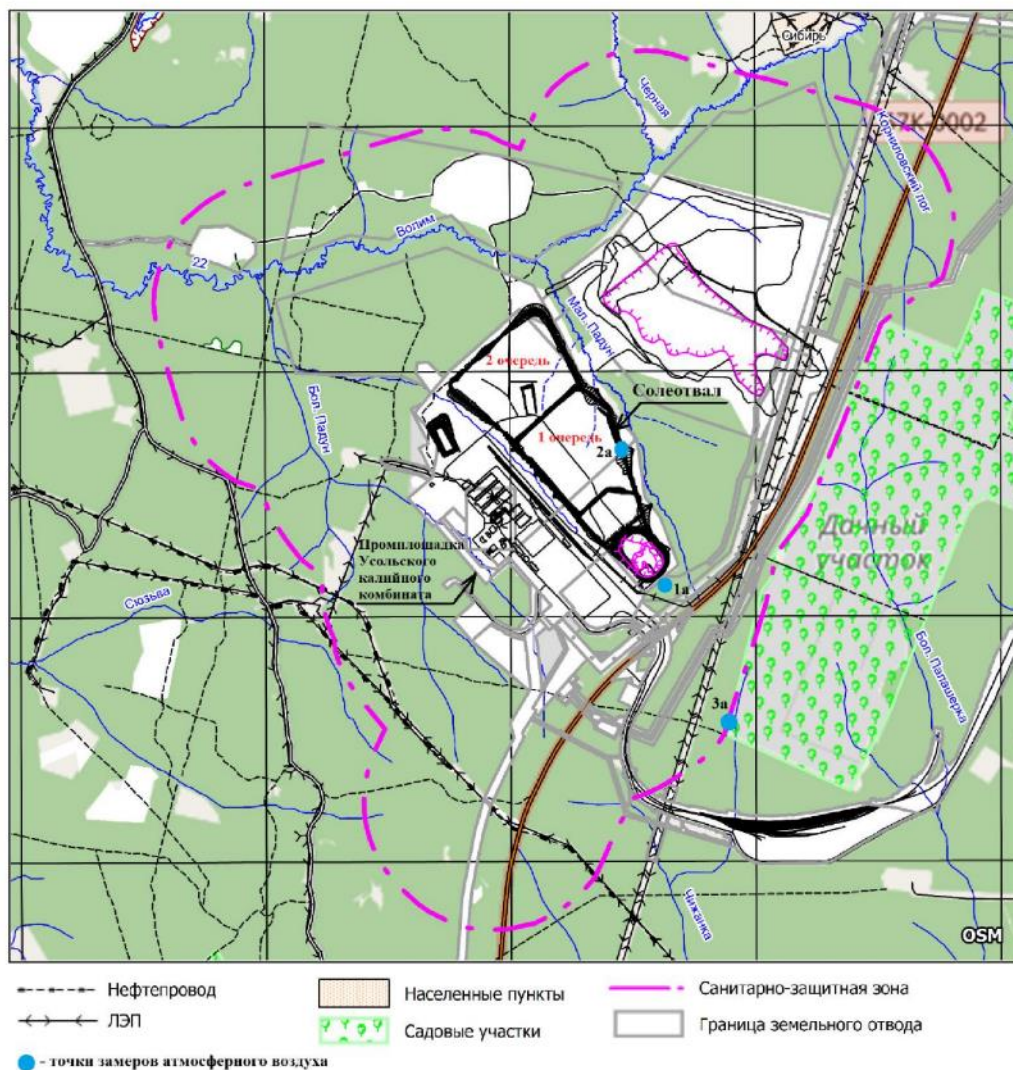 Сибирь
Черная
7К-0002
Корниловский лог
Волим
22
Мал. Падун
2 очередь
Солеотвал
Бол. Падун
1 очередь
2а
Дачный
участок
Промплощадка
Усольского
калийного
комбината
1а
Сюзьва
Бол. Палашерка
3а
Чижанка
OSM
Нефтепровод
Населенные пункты
Санитарно-защитная зона
ЛЭП
Садовые участки
Граница земельного отвода
- точки замеров атмосферного воздуха